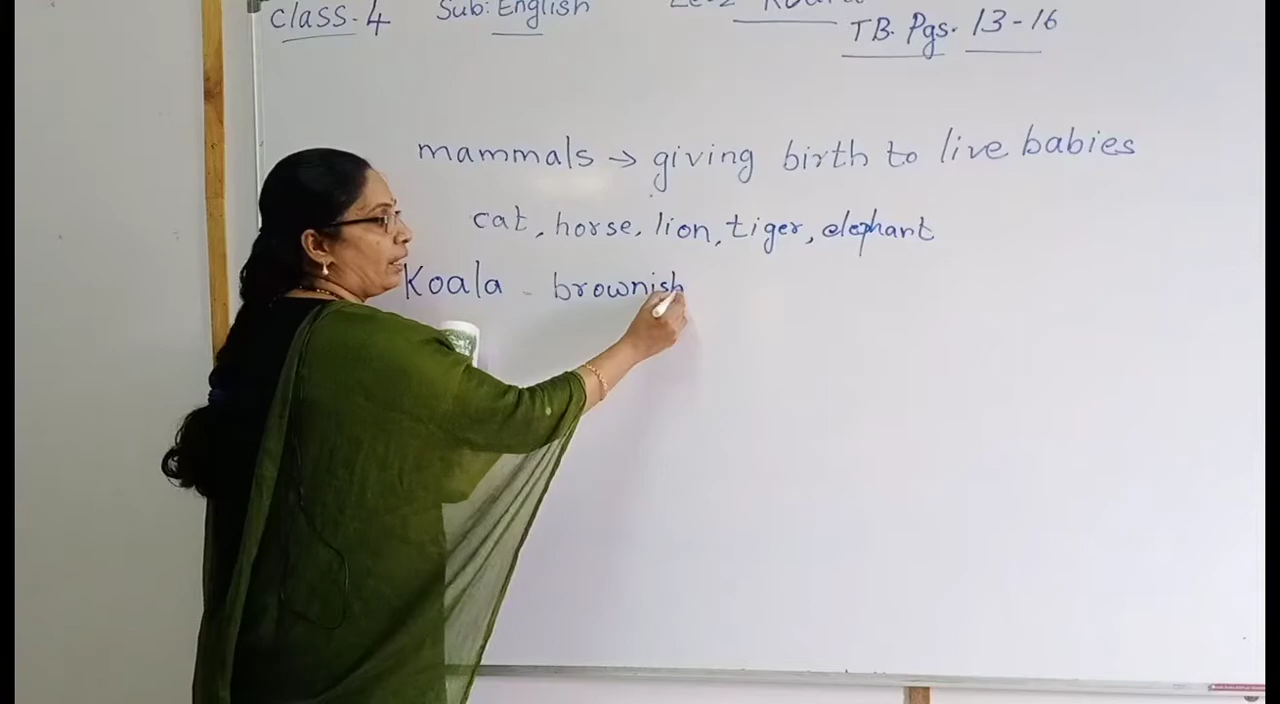 class-4 Sub: English
TB. Pgs. 13-16
mammals → giving birth to live babies
cat, horse, lion, tiger, elephant
Koala - brownish